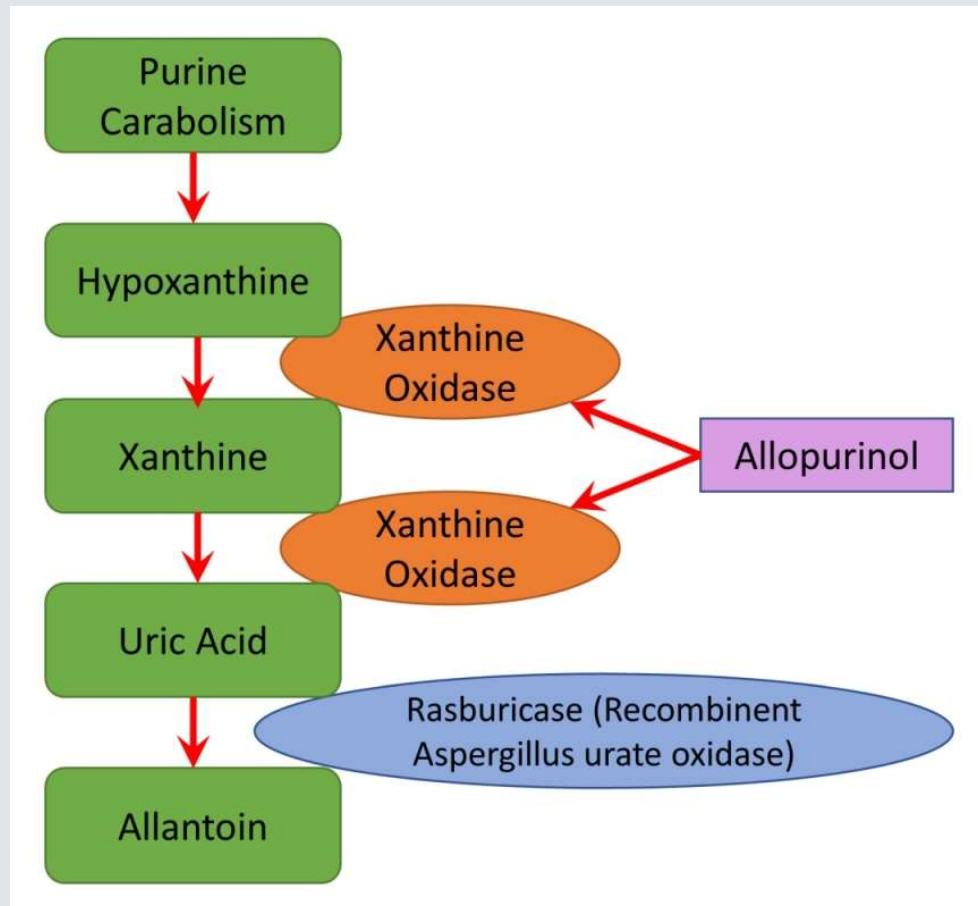 Purine
Carabolism
Hypoxanthine
Xanthine
Oxidase
Xanthine
Allopurinol
Xanthine
Oxidase
Uric Acid
Rasburicase (Recombinent
Aspergillus urate oxidase)
Allantoin